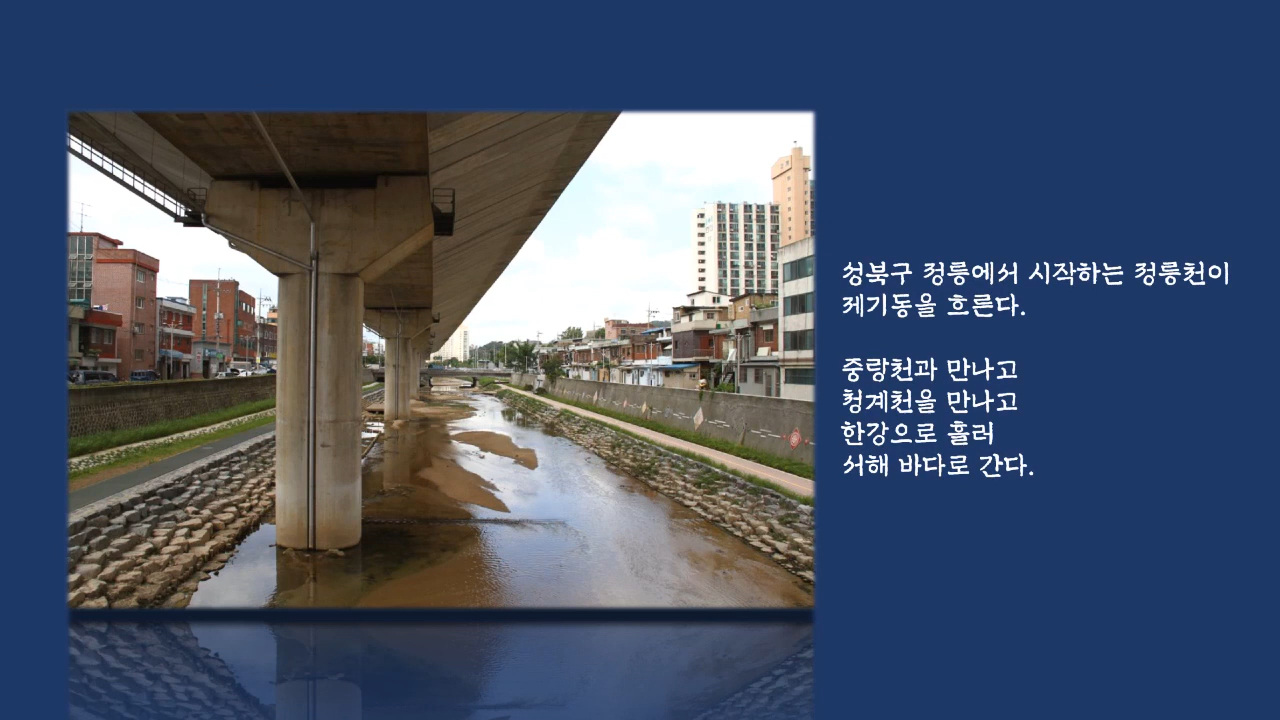 성북구 정릉에서 시작하는 정릉천이
제기동을 흐른다.
중랑천과 만나고
청계천을 만나고
한강으로 흘러
서해 바다로 간다.